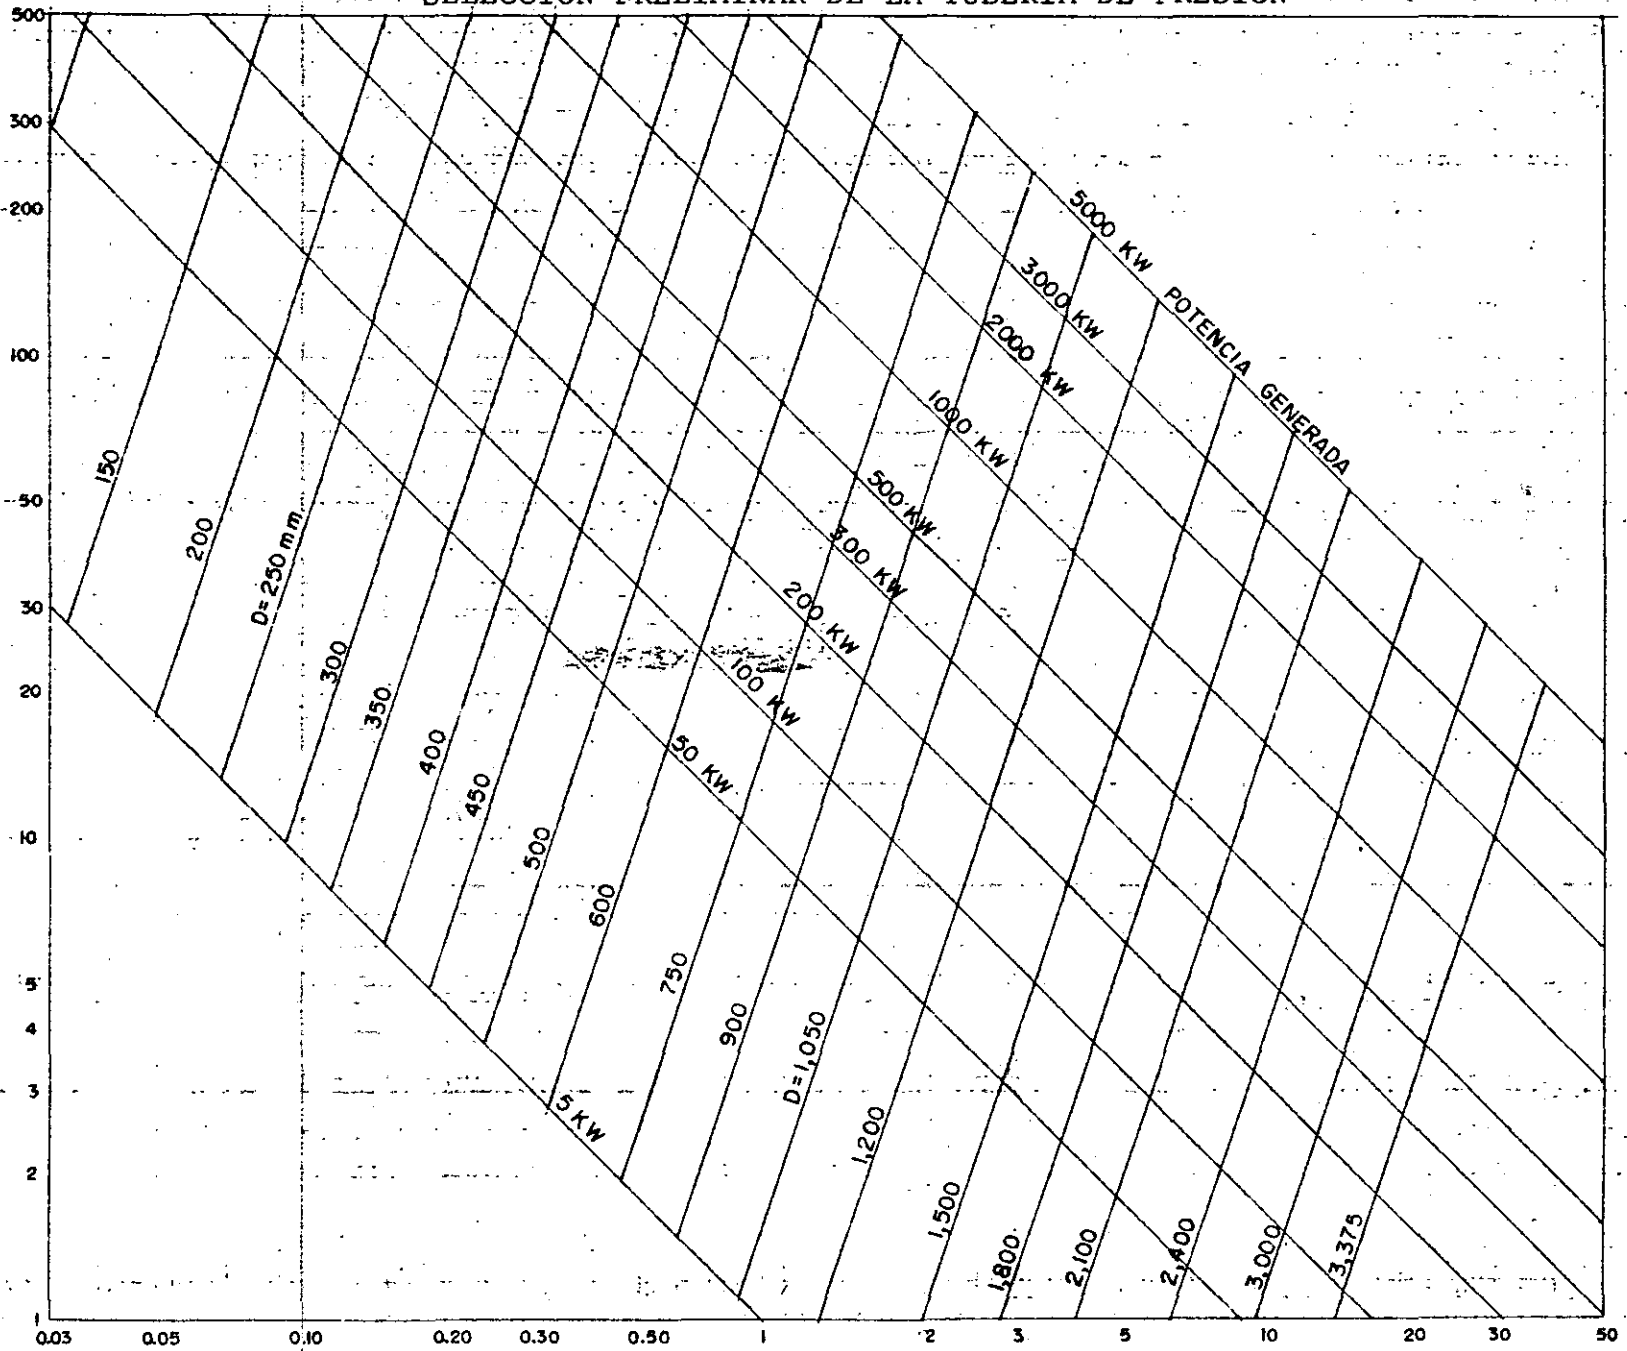 SELECCION PRELIMINAR DE LA TUBERIA DE PRESION
500
300
200
100
50
30
20
10
5
4
3
2
1
0.03 0.05 0.10 0.20 0.30 0.50 1 2 3 5 10 20 30 50
150
200
D=250 mm
300
350
400
450
500
600
750
900
D=1,050
1,200
1,500
1,800
2,100
2,400
3,000
3,375
5000 KW POTENCIA GENERADA
3000 KW
2000 KW
1000 KW
500 KW
300 KW
200 KW
100 KW
50 KW
5 KW